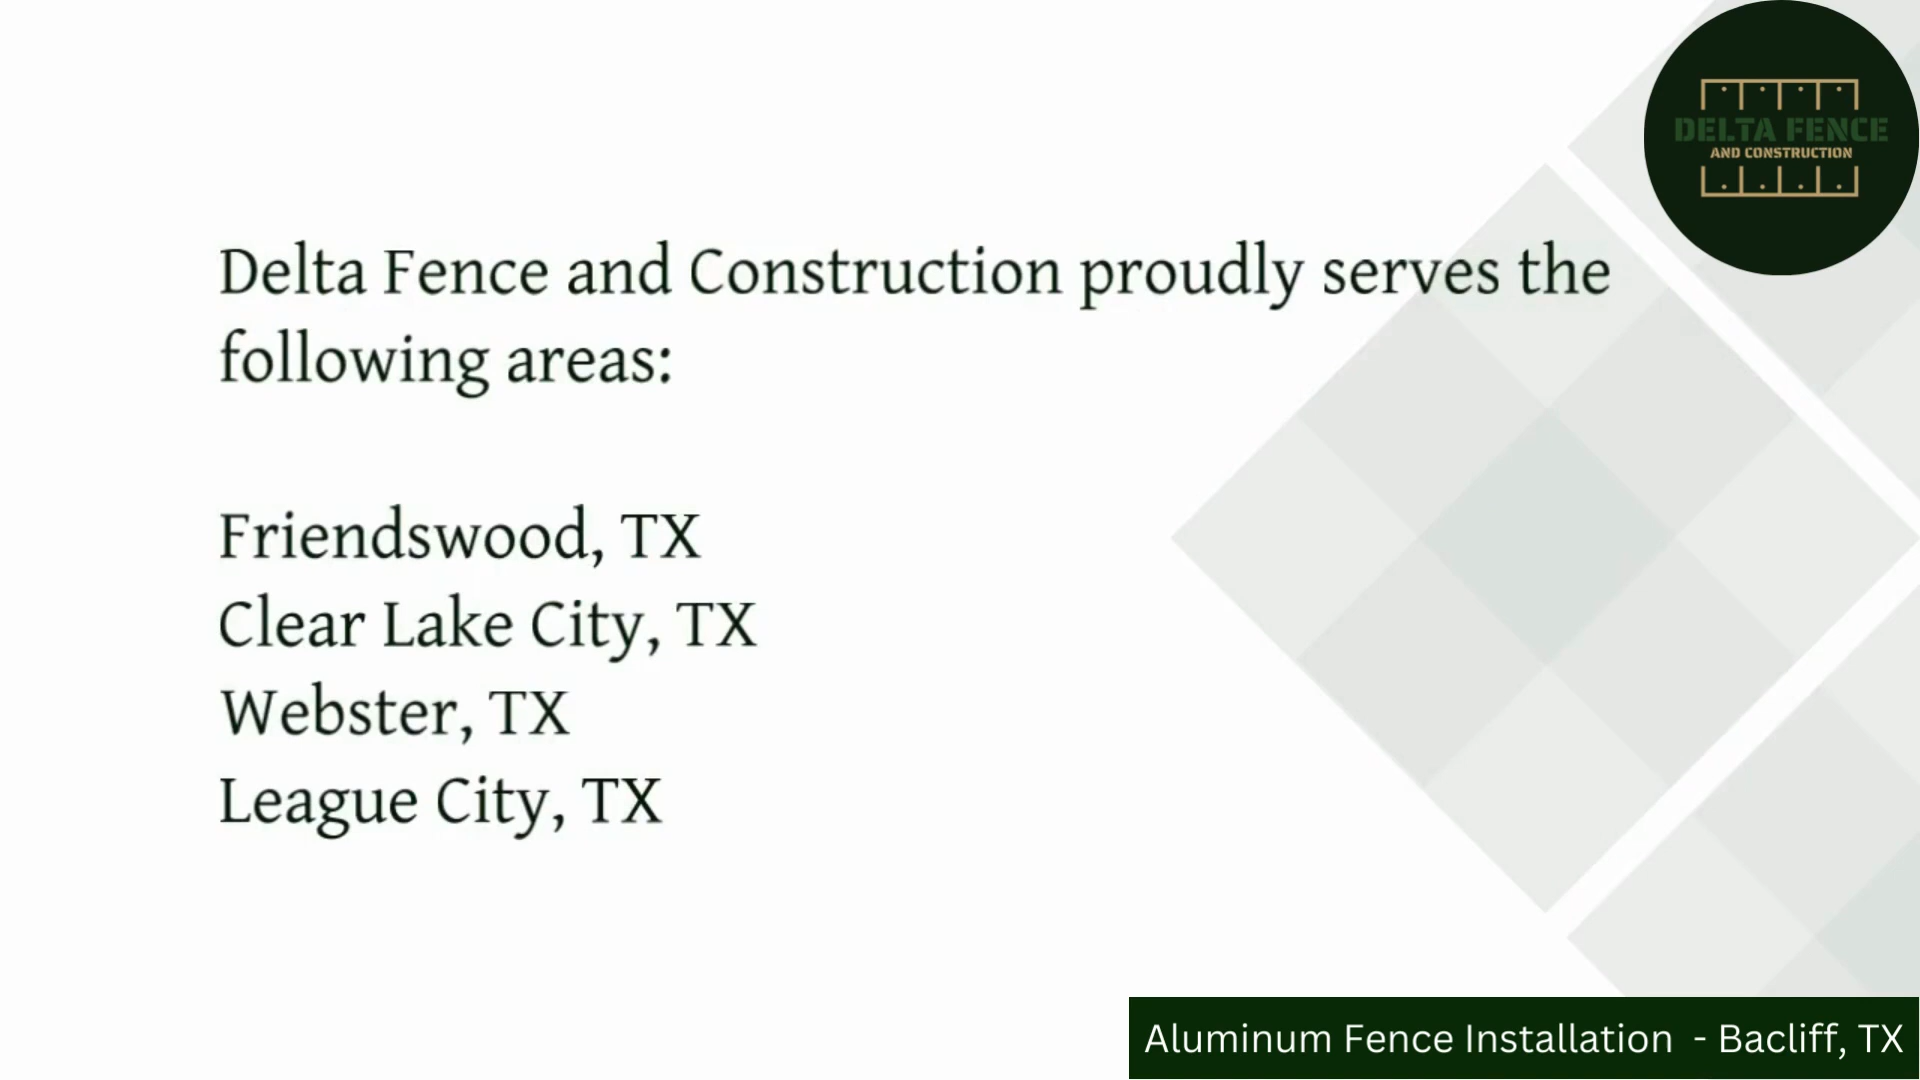 DELTA FENCE
AND CONSTRUCTION
Delta Fence and Construction proudly serves the
following areas:
Friendswood, TX
Clear Lake City, TX
Webster, TX
League City, TX
Aluminum Fence Installation - Bacliff, TX